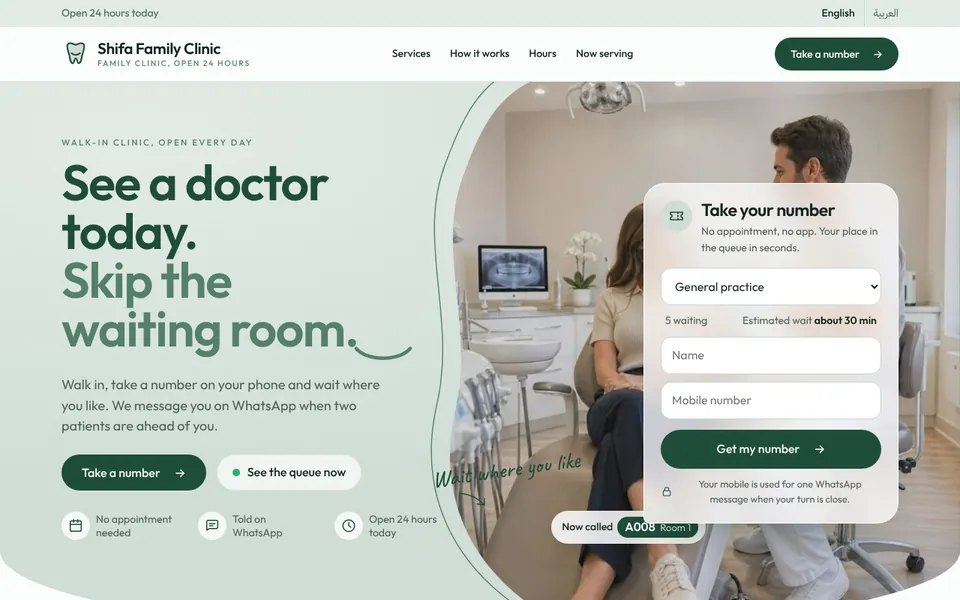 Open 24 hours today
English
العربية
Shifa Family Clinic
FAMILY CLINIC, OPEN 24 HOURS
Services
How it works
Hours
Now serving
Take a number →
WALK-IN CLINIC, OPEN EVERY DAY
See a doctor
today.
Skip the
waiting room.
Walk in, take a number on your phone and wait where
you like. We message you on WhatsApp when two
patients are ahead of you.
Take a number →
See the queue now
No appointment
needed
Told on
WhatsApp
Open 24 hours
today
Wait where you like
Now called A008 Room 1
Take your number
No appointment, no app. Your place in
the queue in seconds.
General practice
5 waiting
Estimated wait about 30 min
Name
Mobile number
Get my number →
Your mobile is used for one WhatsApp
message when your turn is close.